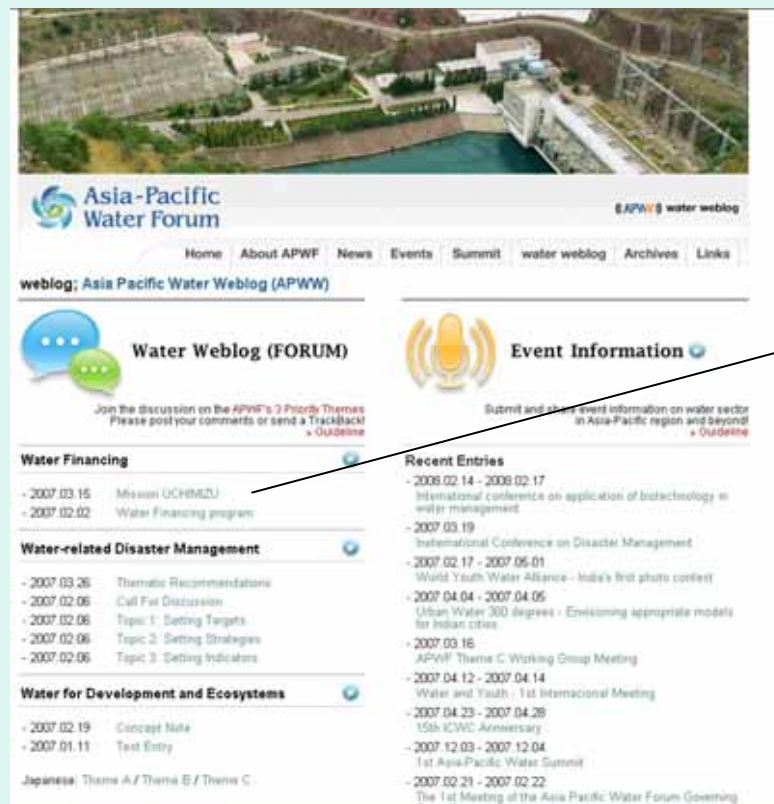 Asia-Pacific
Water Forum
((APWW)) water weblog
Home About APWF News Events Summit water weblog Archives Links
weblog; Asia Pacific Water Weblog (APWW)
Water Weblog (FORUM)
Join the discussion on the APWF's 3 Priority Themes
Please post your comments or send a TrackBack!
» Guideline
Water Financing
- 2007.03.15 Mission UCHIMIZU
- 2007.02.02 Water Financing program
Water-related Disaster Management
- 2007.03.26 Thematic Recommendations
- 2007.02.06 Call For Discussion
- 2007.02.06 Topic 1: Setting Targets
- 2007.02.06 Topic 2: Setting Strategies
- 2007.02.06 Topic 3: Setting Indicators
Water for Development and Ecosystems
- 2007.02.19 Concept Note
- 2007.01.11 Test Entry
Japanese: Theme A / Theme B / Theme C
Event Information
Submit and share event information on water sector
in Asia-Pacific region and beyond!
» Guideline
Recent Entries
- 2008.02.14 - 2008.02.17
International conference on application of biotechnology in
water management
- 2007.03.19
International Conference on Disaster Management
- 2007.02.17 - 2007.05.01
World Youth Water Alliance - India's first photo contest
- 2007.04.04 - 2007.04.05
Urban Water 360 degrees - Envisioning appropriate models
for Indian cities
- 2007.03.16
APWF Theme C Working Group Meeting
- 2007.04.12 - 2007.04.14
Water and Youth - 1st Internacional Meeting
- 2007.04.23 - 2007.04.28
15th ICWC Anniversary
- 2007.12.03 - 2007.12.04
1st Asia-Pacific Water Summit
- 2007.02.21 - 2007.02.22
The 1st Meeting of the Asia Pacific Water Forum Governing